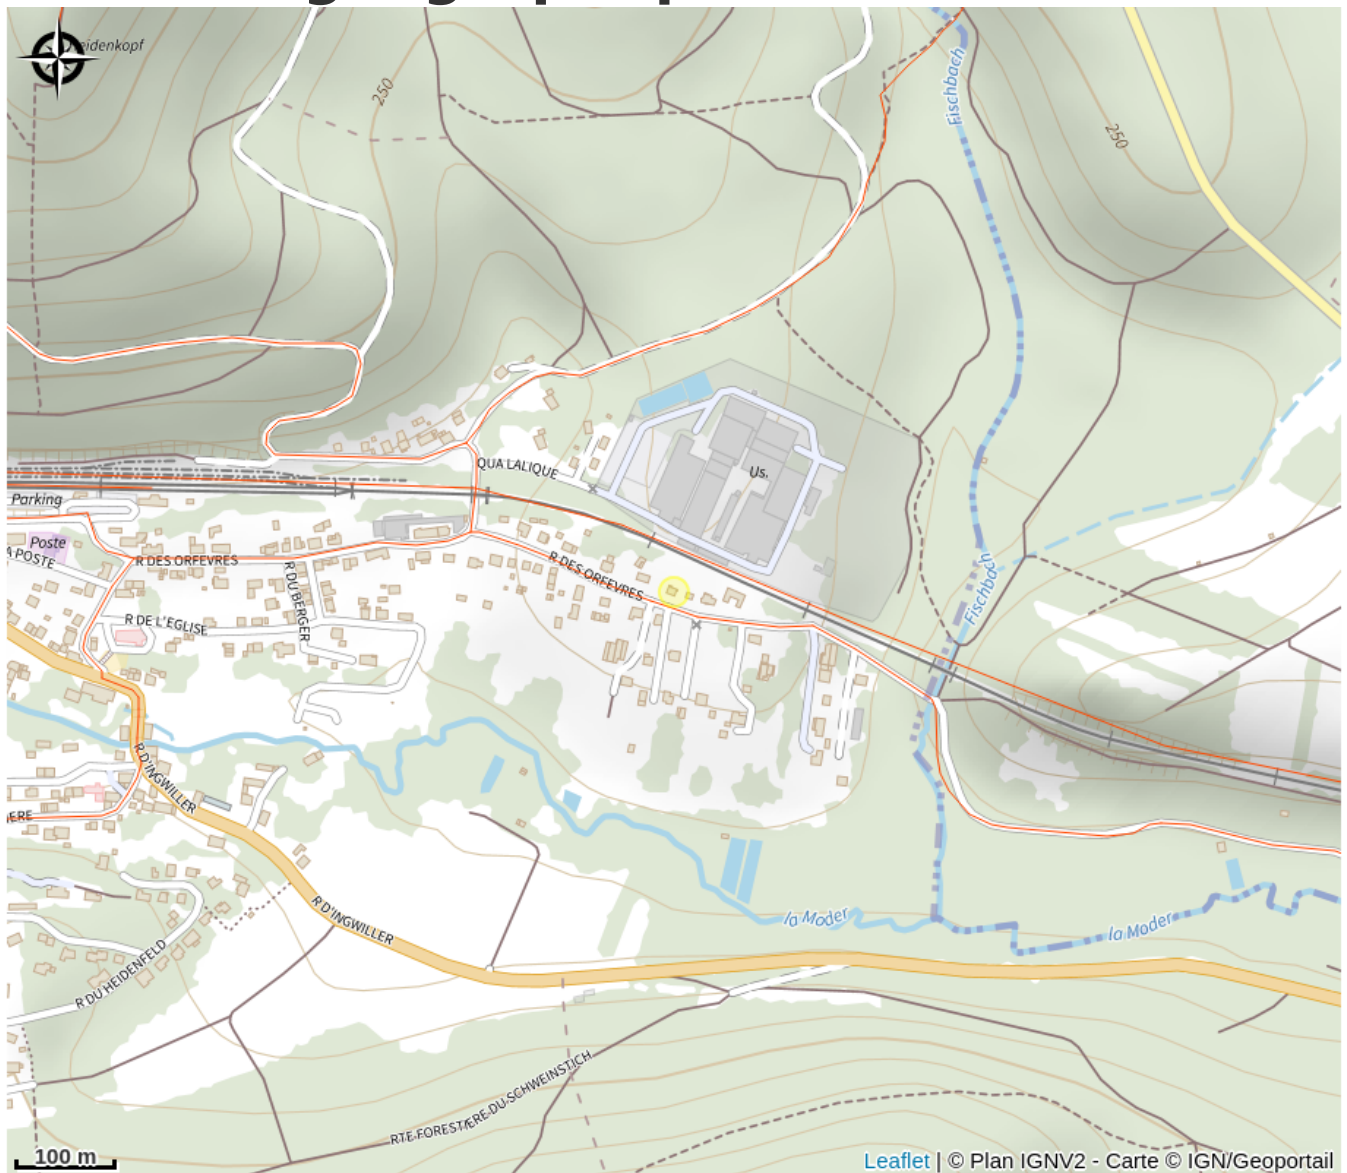 eidenkopf
250
Fischbach
250
QUA LALIQUE
Us.
Parking
Poste
A POSTE
R DES ORFEVRES
R DU BERGER
R DES ORFEVRES
R DE L'EGLISE
Fischbach
R D'INGWILLER
IERE
R D'INGWILLER
la Moder
la Moder
R DU HEIDENFELD
RTE FORESTIERE DU SCHWEINSTICH
100 m
Leaflet | © Plan IGNV2 - Carte © IGN/Geoportail